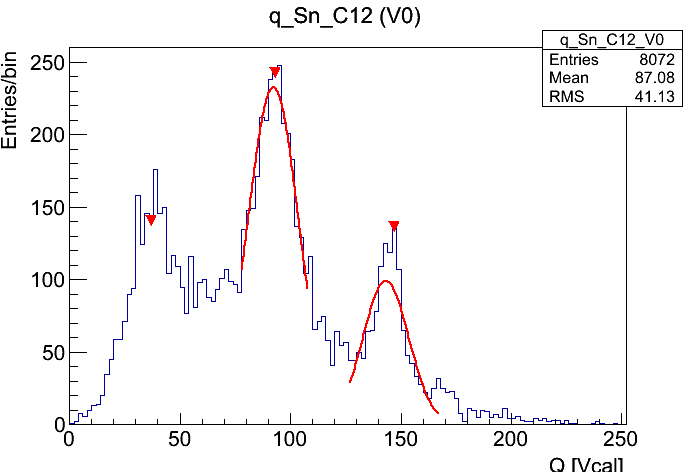 q_Sn_C12 (V0)
q_Sn_C12_V0
Entries 8072
Mean 87.08
RMS 41.13
Entries/bin
250
200
150
100
50
0
0 50 100 150 200 250
Q [Vcal]